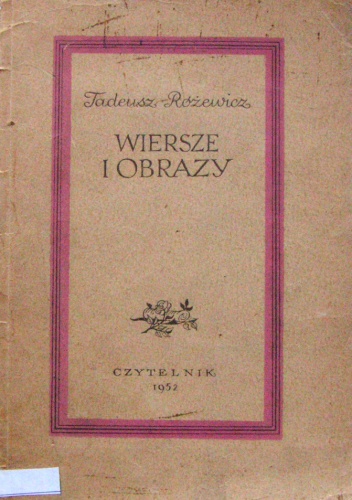 Tadeusz Różewicz
WIERSZE
I OBRAZY
CZYTELNIK
1952